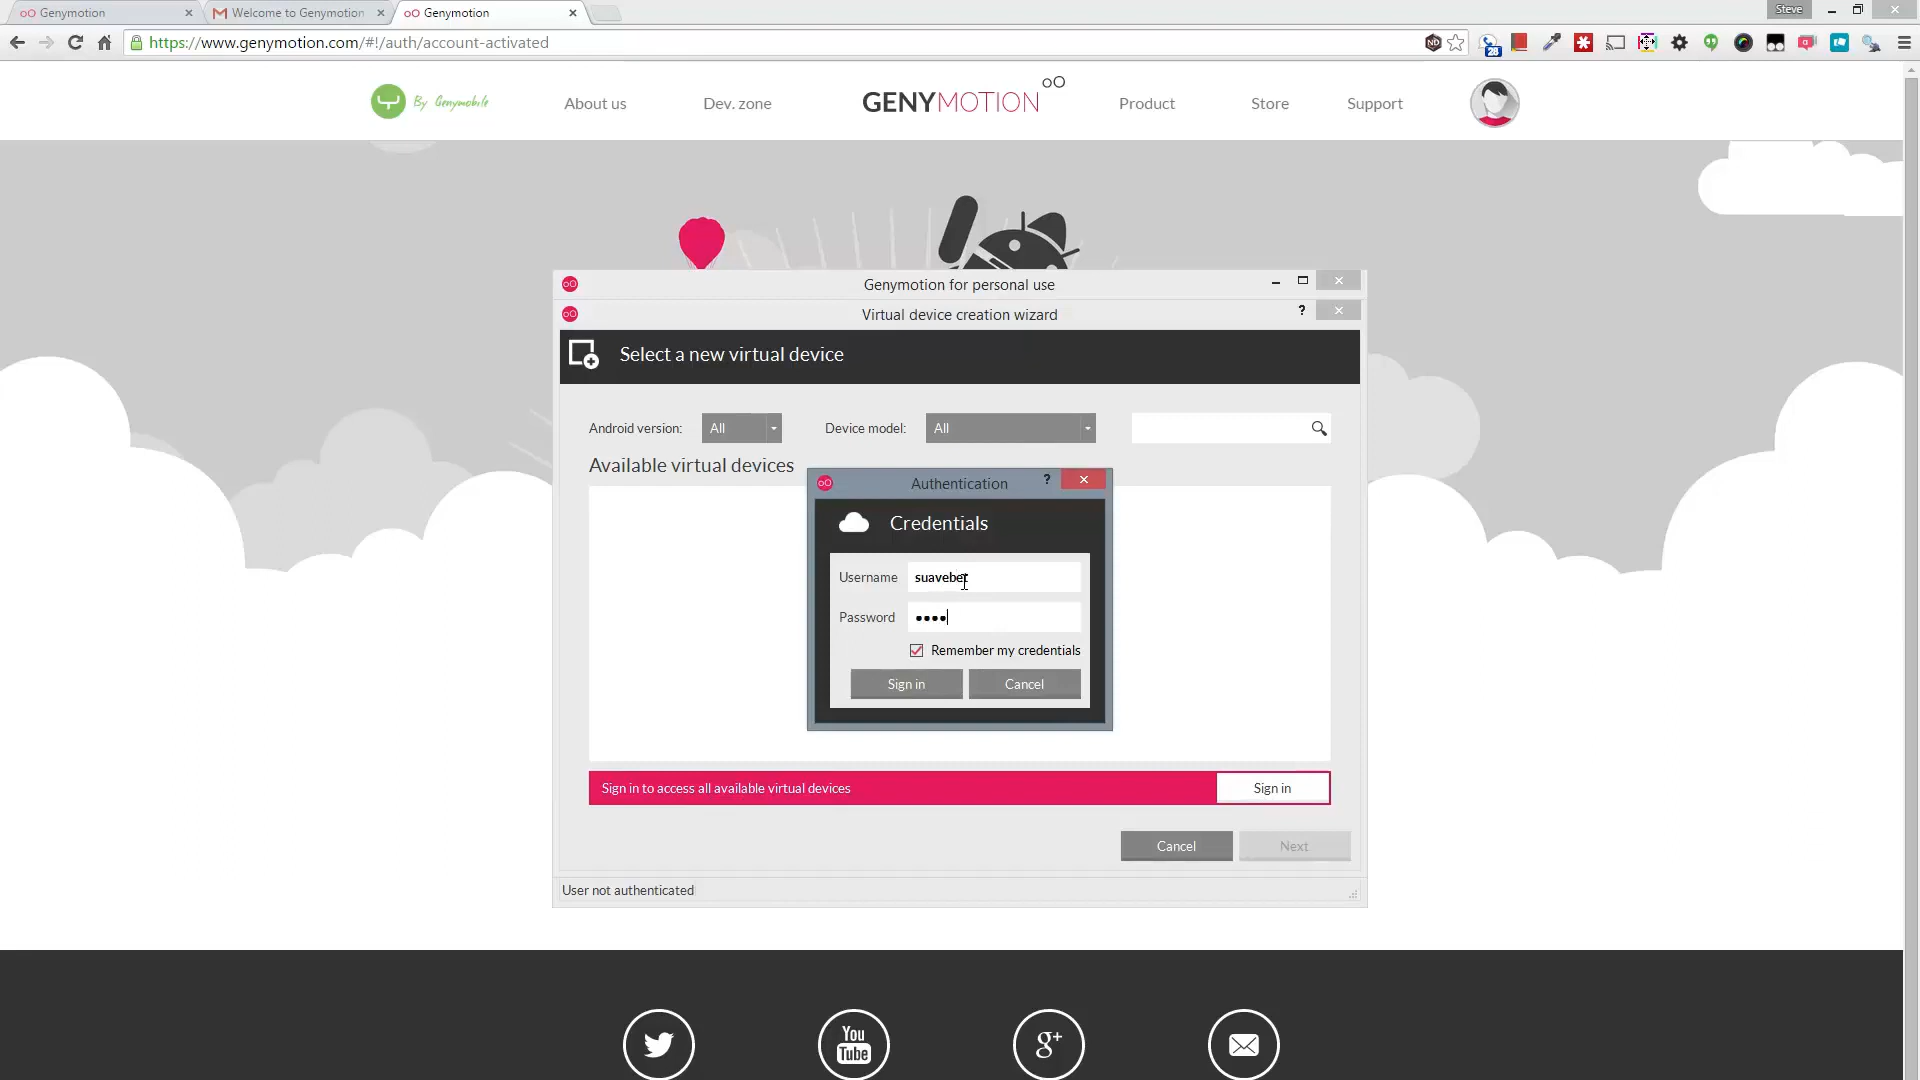 Genymotion
Welcome to Genymotion
Genymotion
Steve
https://www.genymotion.com/#!/auth/account-activated
ND
28
By Genymobile
About us
Dev. zone
GENYMOTION
Product
Store
Support
Genymotion for personal use
Virtual device creation wizard
?
Select a new virtual device
Android version:
All
Device model:
All
Available virtual devices
Authentication
?
Credentials
Username
suavebet
Password
Remember my credentials
Sign in
Cancel
Sign in to access all available virtual devices
Sign in
Cancel
Next
User not authenticated
You
Tube
g+